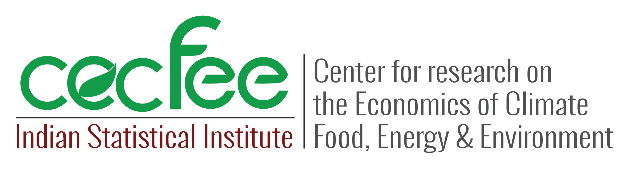 cecfee
Indian Statistical Institute
Center for research on
the Economics of Climate
Food, Energy & Environment